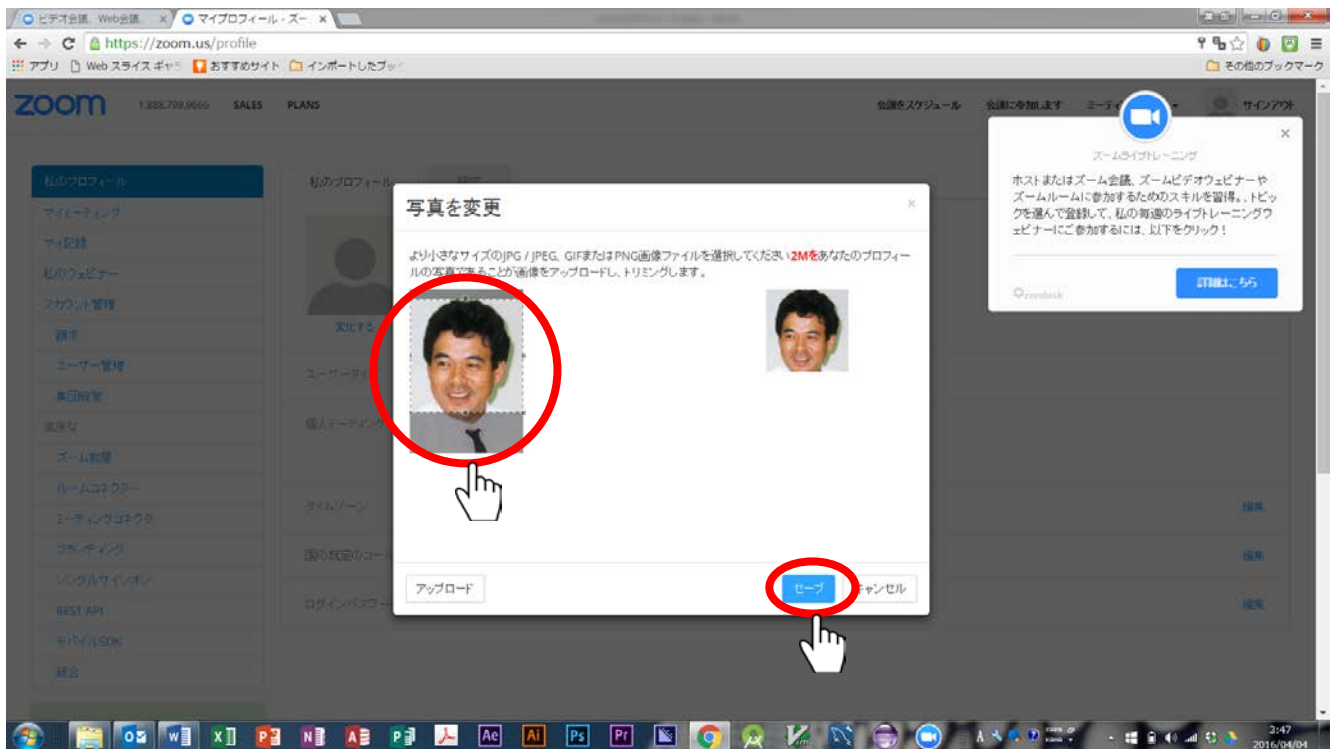 ビデオ会議、Web会議、
マイプロフィール - ズー
https://zoom.us/profile
アプリ
Web スライス ギャラ
おすすめサイト
インポートしたブッ
その他のブックマーク
zoom
1.888.799.9666
SALES
PLANS
会議をスケジュール
会議に参加します
サインアウト
私のプロフィール
マイミーティング
マイ記録
私のウェビナー
アカウント管理
請求
ユーザー管理
集団設管
高度な
ズーム部屋
ルームコネクター
ミーティングコネクタ
ブランディング
シングルサインオン
REST API
モバイルSDK
統合
私のプロフィール
設定
変化する
タイムゾーン
編集
国の既定のコール
編集
編集
写真を変更
×
より小さなサイズのJPG / JPEG、GIFまたはPNG画像ファイルを選択してください2Mをあなたのプロフィー
ルの写真であることが画像をアップロードし、トリミングします。
アップロード
セーブ
キャンセル
×
ズームライブトレーニング
ホストまたはズーム会議、ズームビデオウェビナーや
ズームルームに参加するためのスキルを習得。、トピッ
クを選んで登録して、私の毎週のライブトレーニングウ
ェビナーにご参加するには、以下をクリック！
zendesk
詳細はこちら
Ae
Ai
Ps
Pr
3:47
2016/04/04